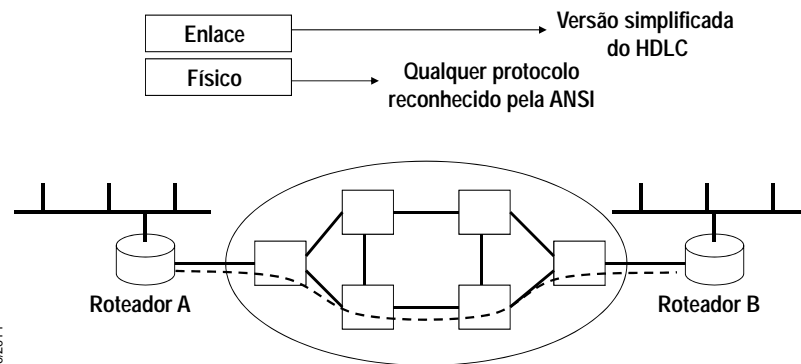 Enlace
Versão simplificada
do HDLC
Físico
Qualquer protocolo
reconhecido pela ANSI
Roteador A
Roteador B